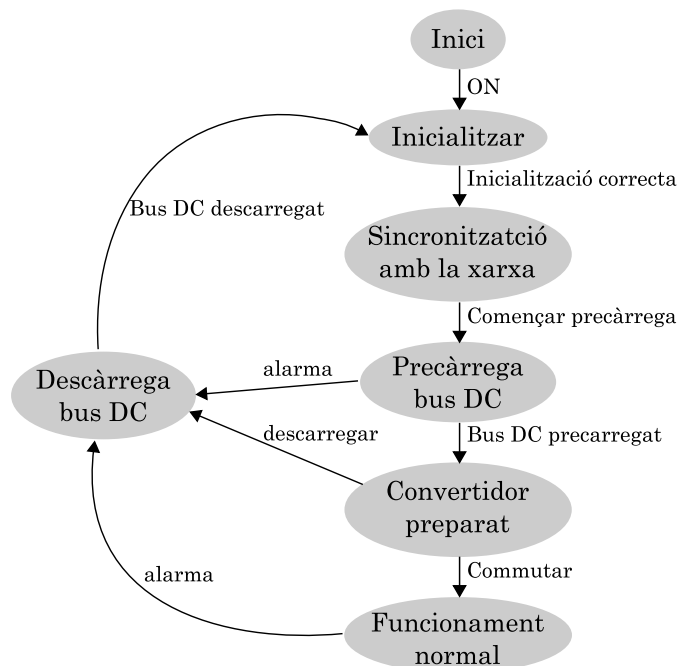 Inici
ON
Inicialitzar
Inicialització correcta
Bus DC descarregat
Sincronitzatció
amb la xarxa
Començar precàrrega
Precàrrega
bus DC
alarma
Descàrrega
bus DC
descarregar
Bus DC precarregat
Convertidor
preparat
Commutar
alarma
Funcionament
normal